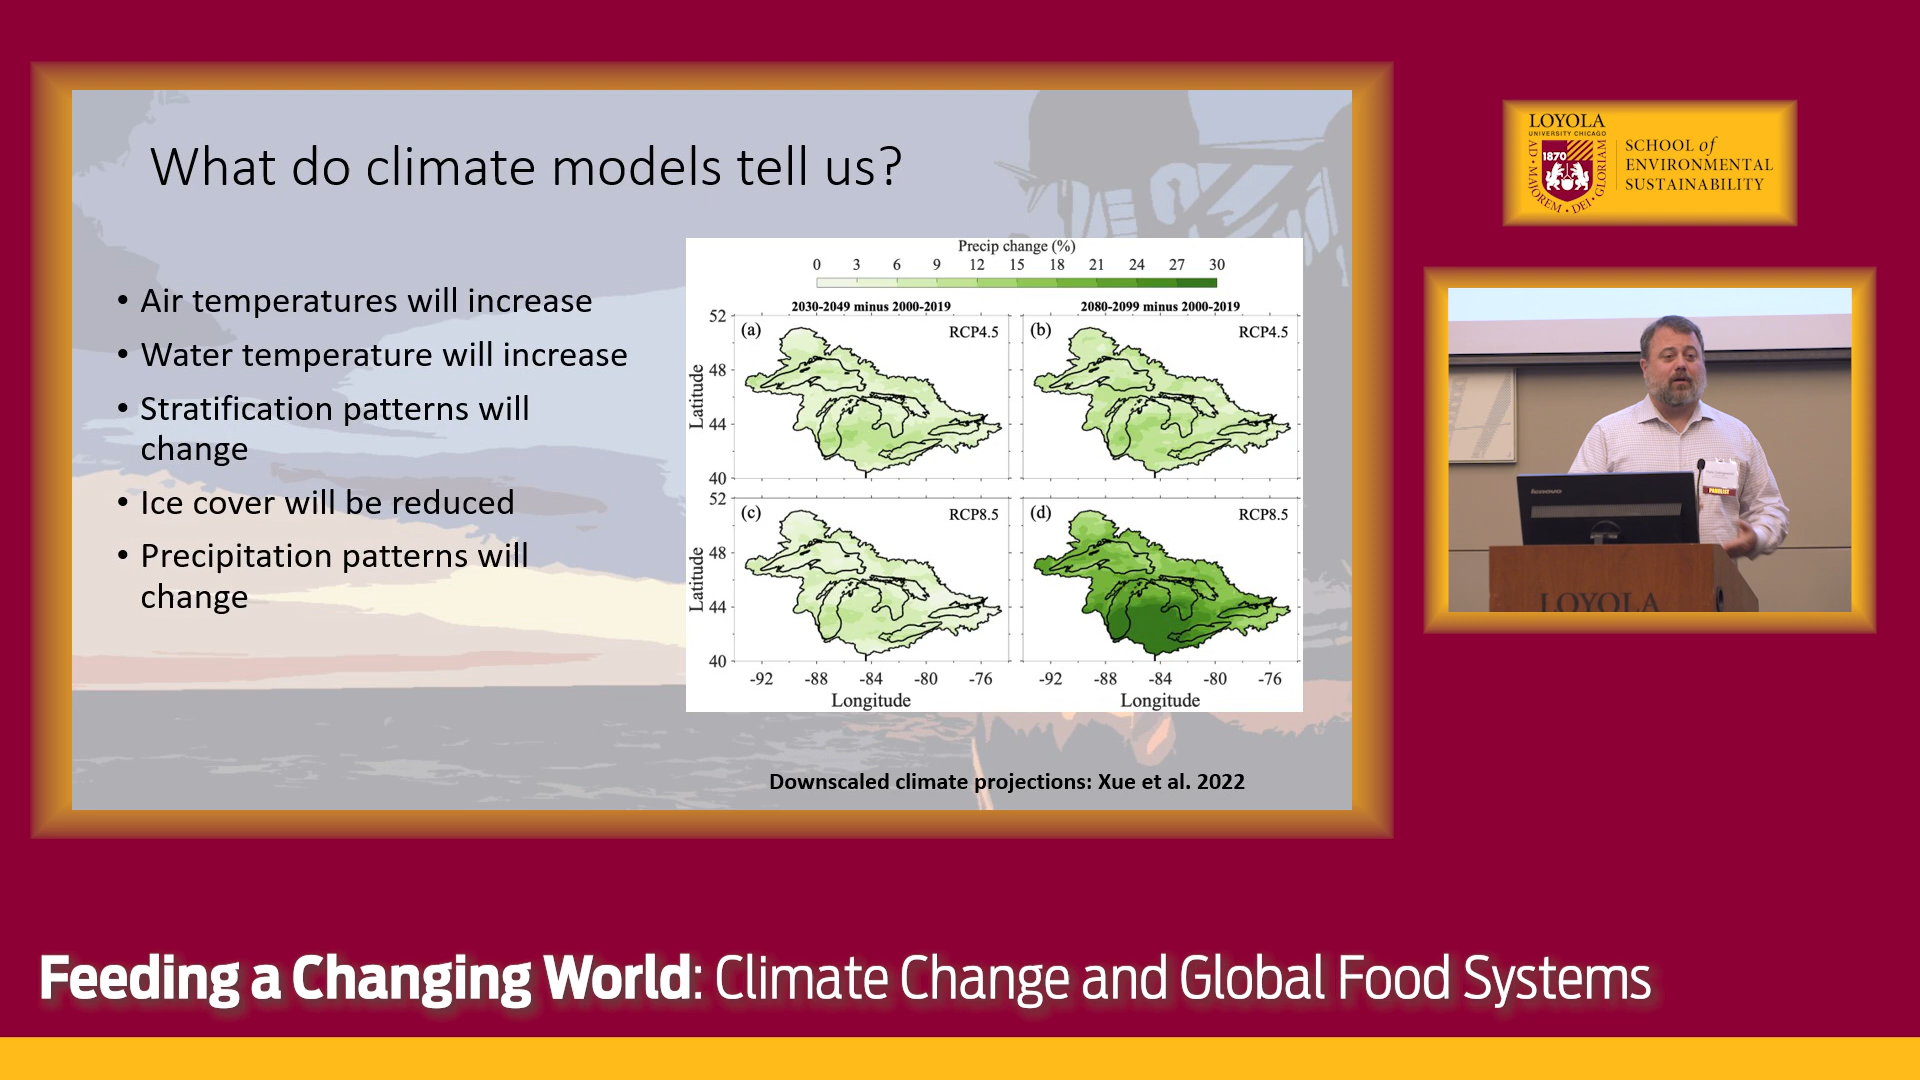 What do climate models tell us?
• Air temperatures will increase
• Water temperature will increase
• Stratification patterns will
change
• Ice cover will be reduced
• Precipitation patterns will
change
Precip change (%)
0 3 6 9 12 15 18 21 24 27 30
2030-2049 minus 2000-2019
2080-2099 minus 2000-2019
(a) RCP4.5
(b) RCP4.5
(c) RCP8.5
(d) RCP8.5
Latitude
52
48
44
40
Latitude
52
48
44
40
-92 -88 -84 -80 -76
Longitude
-92 -88 -84 -80 -76
Longitude
Downscaled climate projections: Xue et al. 2022
LOYOLA
UNIVERSITY CHICAGO
1870
AD • MAJOREM • DEI • GLORIAM
SCHOOL of
ENVIRONMENTAL
SUSTAINABILITY
lenovo
PANELIST
LOYOLA
Feeding a Changing World: Climate Change and Global Food Systems